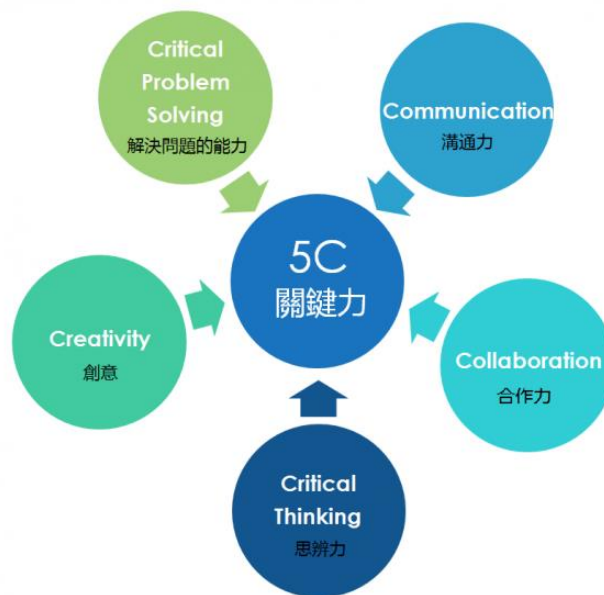 Critical
Problem
Solving
解決問題的能力
Communication
溝通力
5C
關鍵力
Creativity
創意
Collaboration
合作力
Critical
Thinking
思辨力